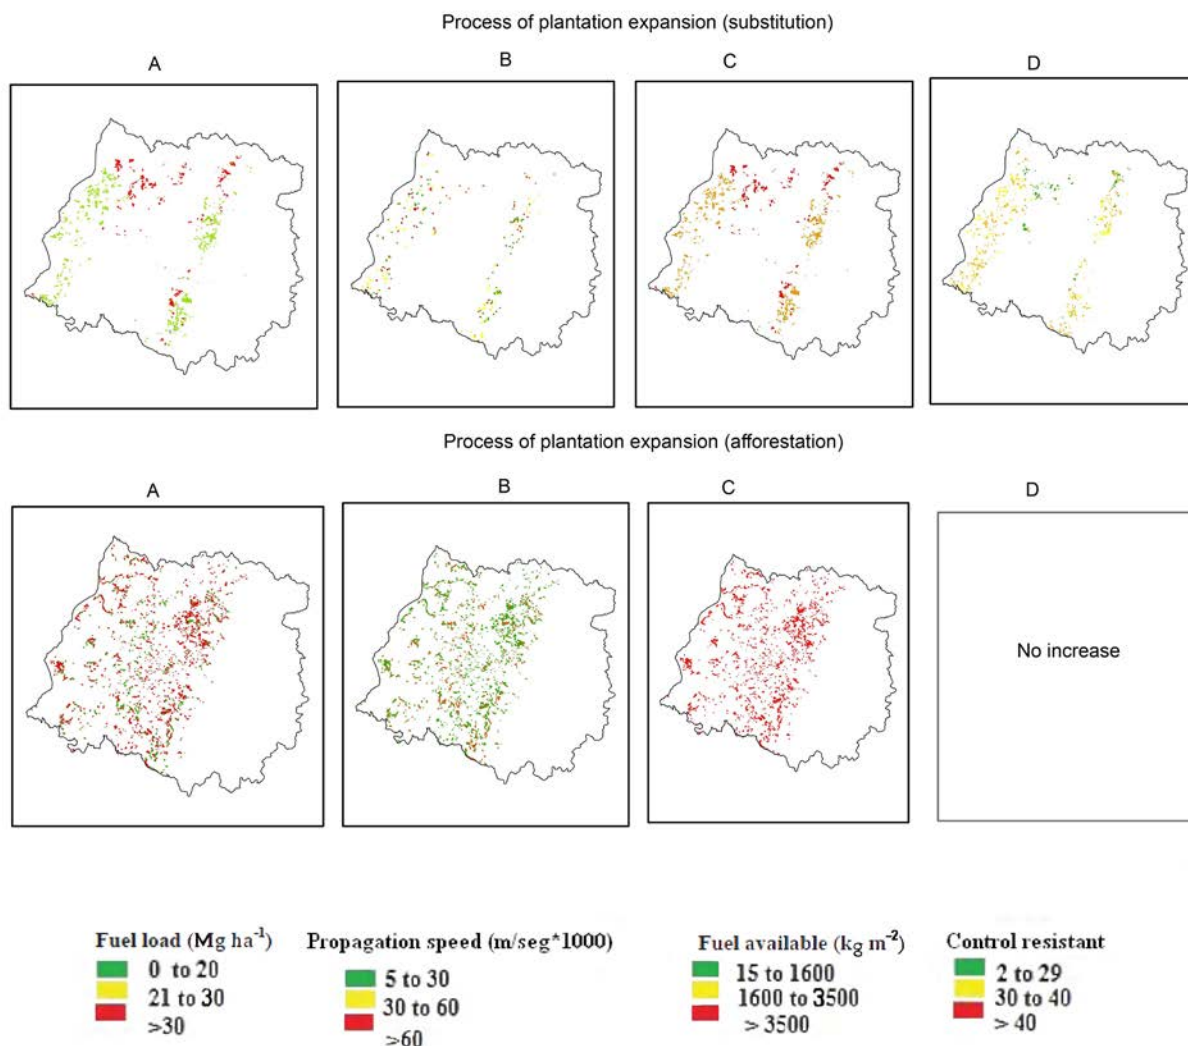 Process of plantation expansion (substitution)
A B C D
Process of plantation expansion (afforestation)
A B C D
No increase
Fuel load (Mg ha⁻¹)
0 to 20
21 to 30
>30
Propagation speed (m/seg*1000)
5 to 30
30 to 60
>60
Fuel available (kg m⁻²)
15 to 1600
1600 to 3500
> 3500
Control resistant
2 to 29
30 to 40
> 40